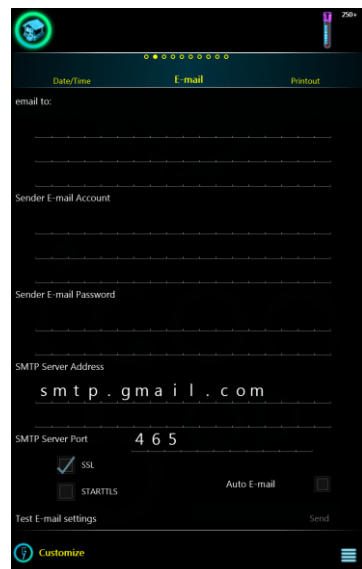 250+
Date/Time E-mail Printout
email to:
Sender E-mail Account
Sender E-mail Password
SMTP Server Address
smtp.gmail.com
SMTP Server Port 465
SSL
Auto E-mail
STARTTLS
Test E-mail settings Send
Customize